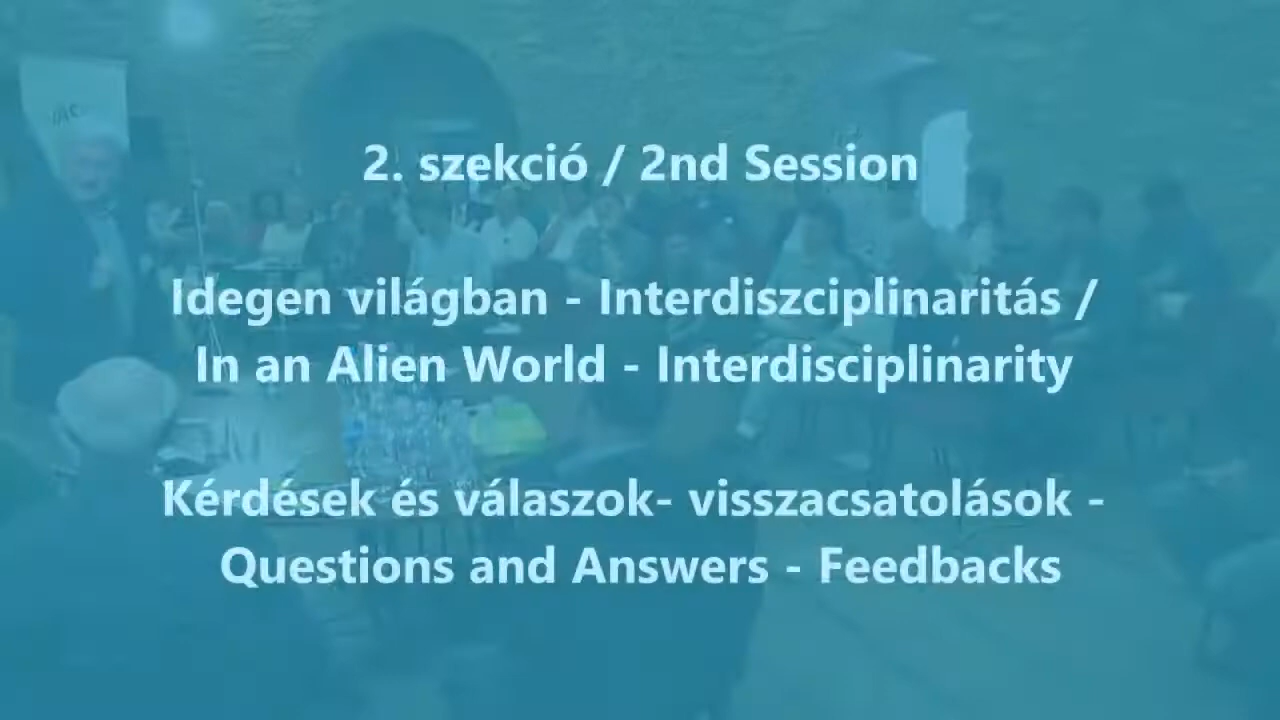 2. szekció / 2nd Session
Idegen világban - Interdiszciplinaritás /
In an Alien World - Interdisciplinarity
Kérdések és válaszok- visszacsatolások -
Questions and Answers - Feedbacks